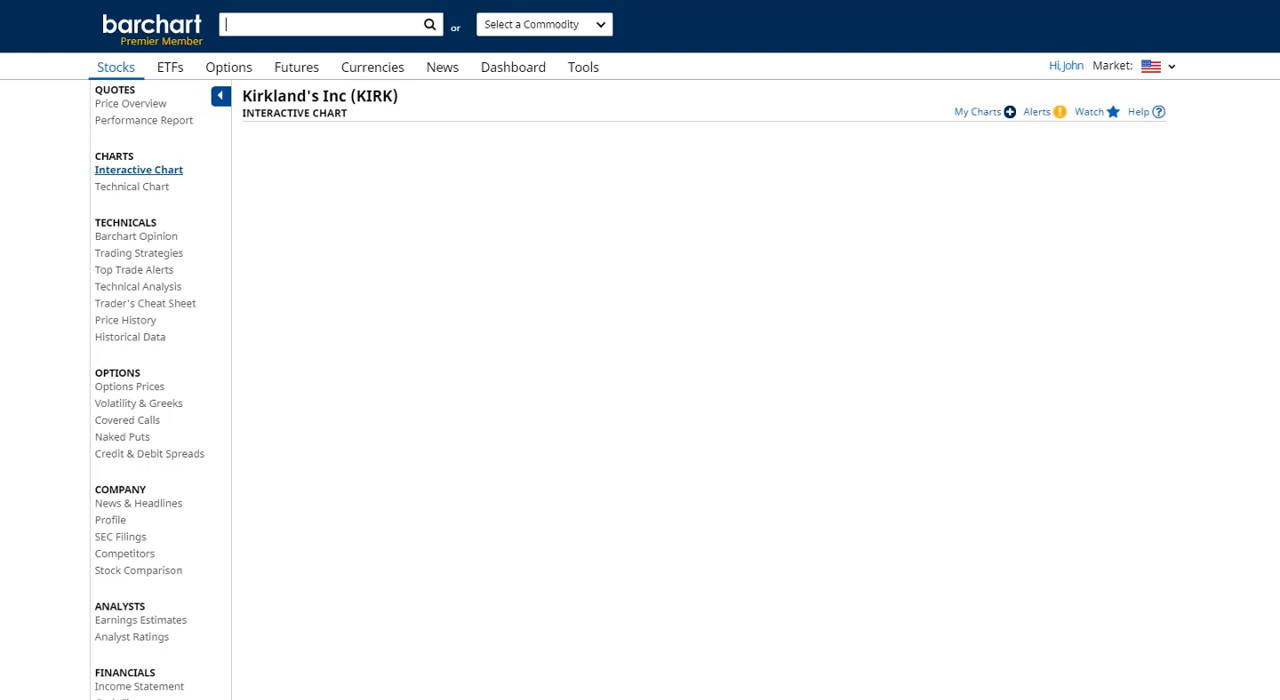 barchart
Premier Member
or
Select a Commodity
Stocks ETFs Options Futures Currencies News Dashboard Tools
Hi, John Market:
QUOTES
Price Overview
Performance Report
CHARTS
Interactive Chart
Technical Chart
TECHNICALS
Barchart Opinion
Trading Strategies
Top Trade Alerts
Technical Analysis
Trader's Cheat Sheet
Price History
Historical Data
OPTIONS
Options Prices
Volatility & Greeks
Covered Calls
Naked Puts
Credit & Debit Spreads
COMPANY
News & Headlines
Profile
SEC Filings
Competitors
Stock Comparison
ANALYSTS
Earnings Estimates
Analyst Ratings
FINANCIALS
Income Statement
Kirkland's Inc (KIRK)
INTERACTIVE CHART
My Charts Alerts Watch Help